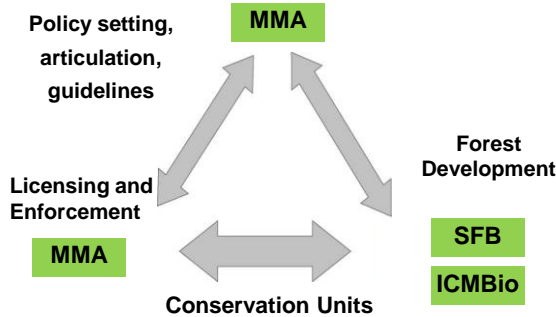 Policy setting,
articulation,
guidelines
MMA
Licensing and
Enforcement
MMA
Forest
Development
SFB
ICMBio
Conservation Units